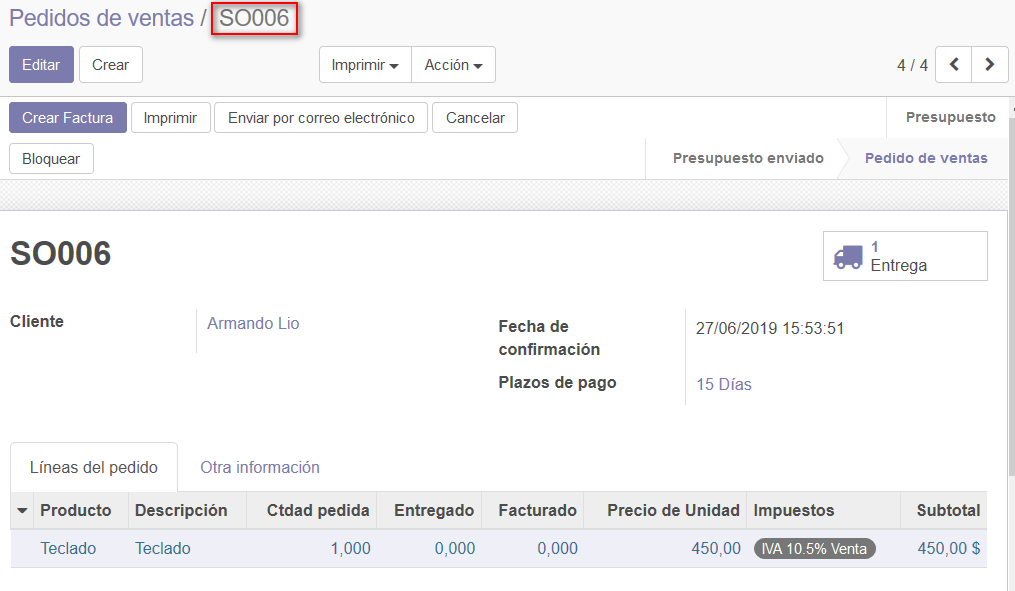 Pedidos de ventas / SO006
Editar Crear Imprimir Acción 4 / 4
Crear Factura Imprimir Enviar por correo electrónico Cancelar Presupuesto
Bloquear Presupuesto enviado Pedido de ventas
SO006
1
Entrega
Cliente Armando Lio
Fecha de confirmación 27/06/2019 15:53:51
Plazos de pago 15 Días
Líneas del pedido Otra información
Producto Descripción Ctdad pedida Entregado Facturado Precio de Unidad Impuestos Subtotal
Teclado Teclado 1,000 0,000 0,000 450,00 IVA 10.5% Venta 450,00 $